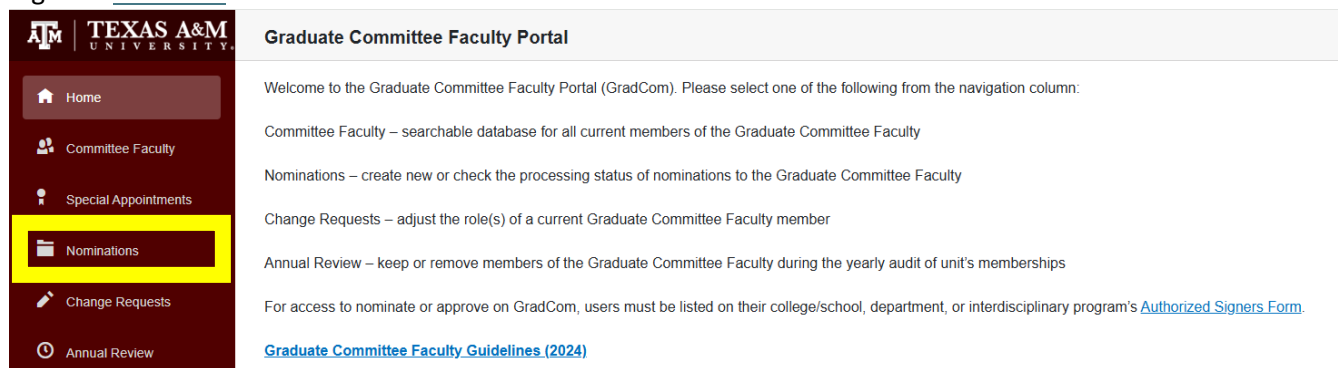 TEXAS A&M
UNIVERSITY.
Graduate Committee Faculty Portal
Home
Committee Faculty
Special Appointments
Nominations
Change Requests
Annual Review
Welcome to the Graduate Committee Faculty Portal (GradCom). Please select one of the following from the navigation column:
Committee Faculty – searchable database for all current members of the Graduate Committee Faculty
Nominations – create new or check the processing status of nominations to the Graduate Committee Faculty
Change Requests – adjust the role(s) of a current Graduate Committee Faculty member
Annual Review – keep or remove members of the Graduate Committee Faculty during the yearly audit of unit's memberships
For access to nominate or approve on GradCom, users must be listed on their college/school, department, or interdisciplinary program's Authorized Signers Form.
Graduate Committee Faculty Guidelines (2024)